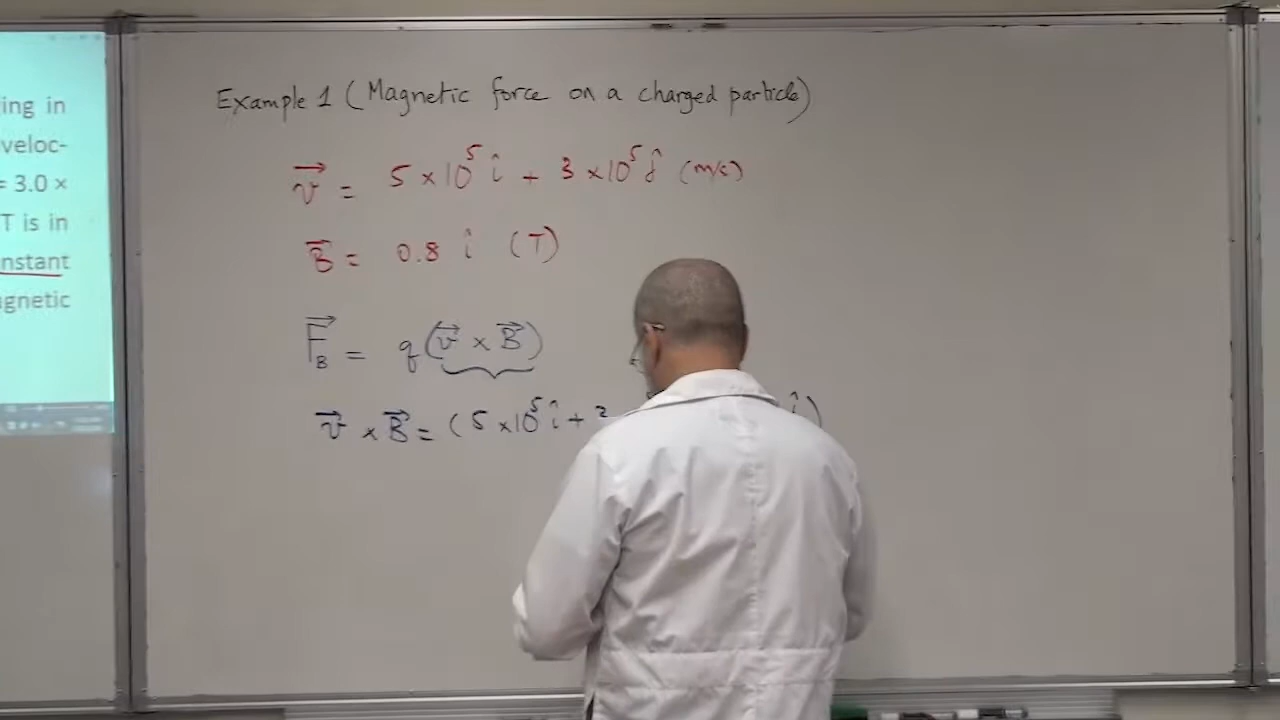 ing in
veloc-
= 3.0 ×
T is in
nstant
gnetic
Example 1 (Magnetic force on a charged particle)
v⃗ = 5 × 10⁵ î + 3 × 10⁵ ĵ (m/s)
B⃗ = 0.8 î (T)
F⃗_B = q(v⃗ × B⃗)
v⃗ × B⃗ = (5 × 10⁵ î + î)